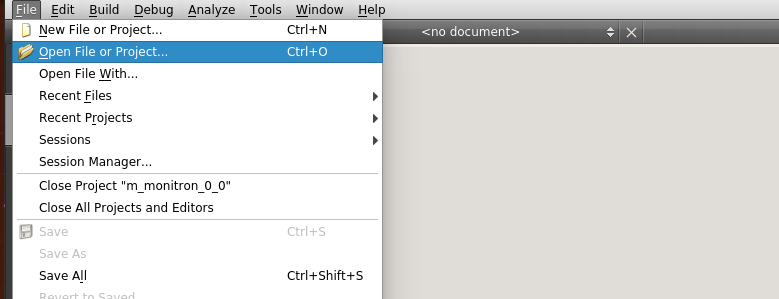 File Edit Build Debug Analyze Tools Window Help
New File or Project... Ctrl+N
<no document>
Open File or Project... Ctrl+O
Open File With...
Recent Files
Recent Projects
Sessions
Session Manager...
Close Project "m_monitron_0_0"
Close All Projects and Editors
Save Ctrl+S
Save As
Save All Ctrl+Shift+S
Revert to Saved